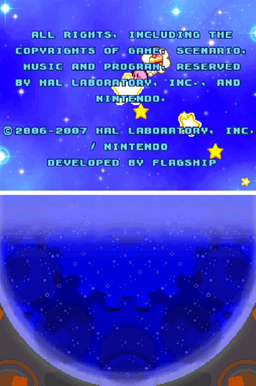 ALL RIGHTS, INCLUDING THE
COPYRIGHTS OF GAME, SCENARIO,
MUSIC AND PROGRAM, RESERVED
BY HAL LABORATORY, INC., AND
NINTENDO.
©2006-2007 HAL LABORATORY, INC.
/ NINTENDO
DEVELOPED BY FLAGSHIP